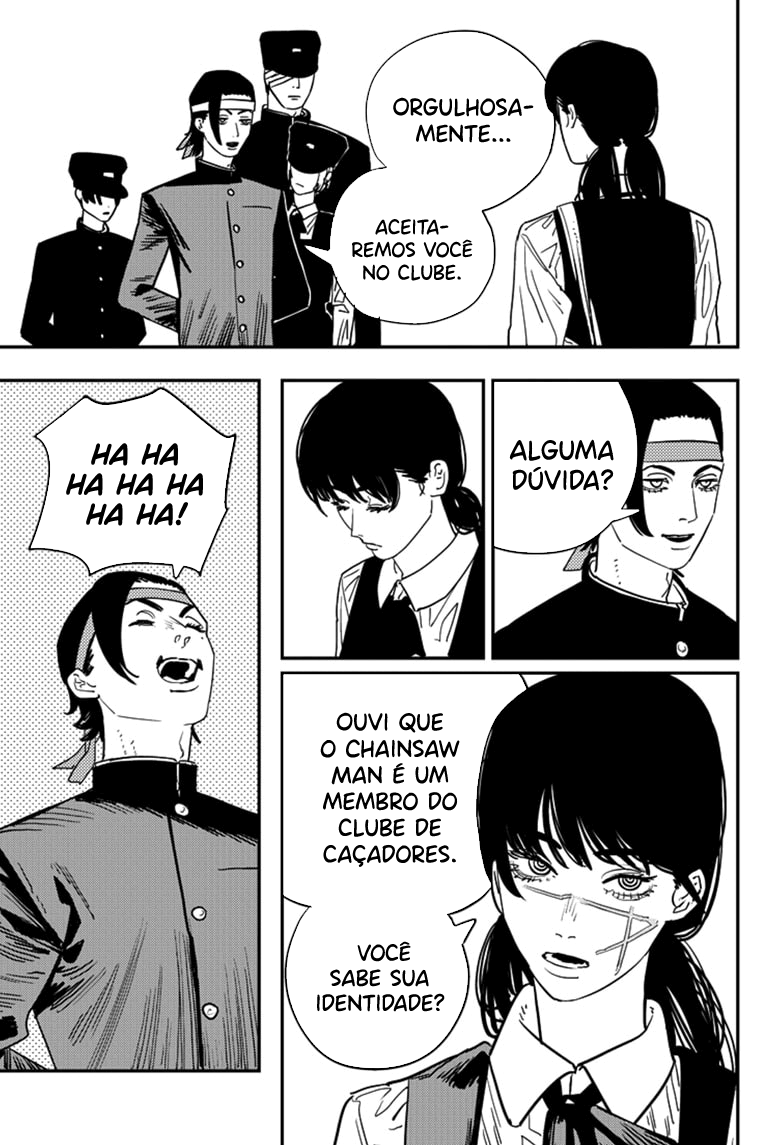 ORGULHOSA-
MENTE...
ACEITA-
REMOS VOCÊ
NO CLUBE.
ALGUMA
DÚVIDA?
OUVI QUE
O CHAINSAW
MAN É UM
MEMBRO DO
CLUBE DE
CAÇADORES.
VOCÊ
SABE SUA
IDENTIDADE?
HA HA
HA HA HA
HA HA!